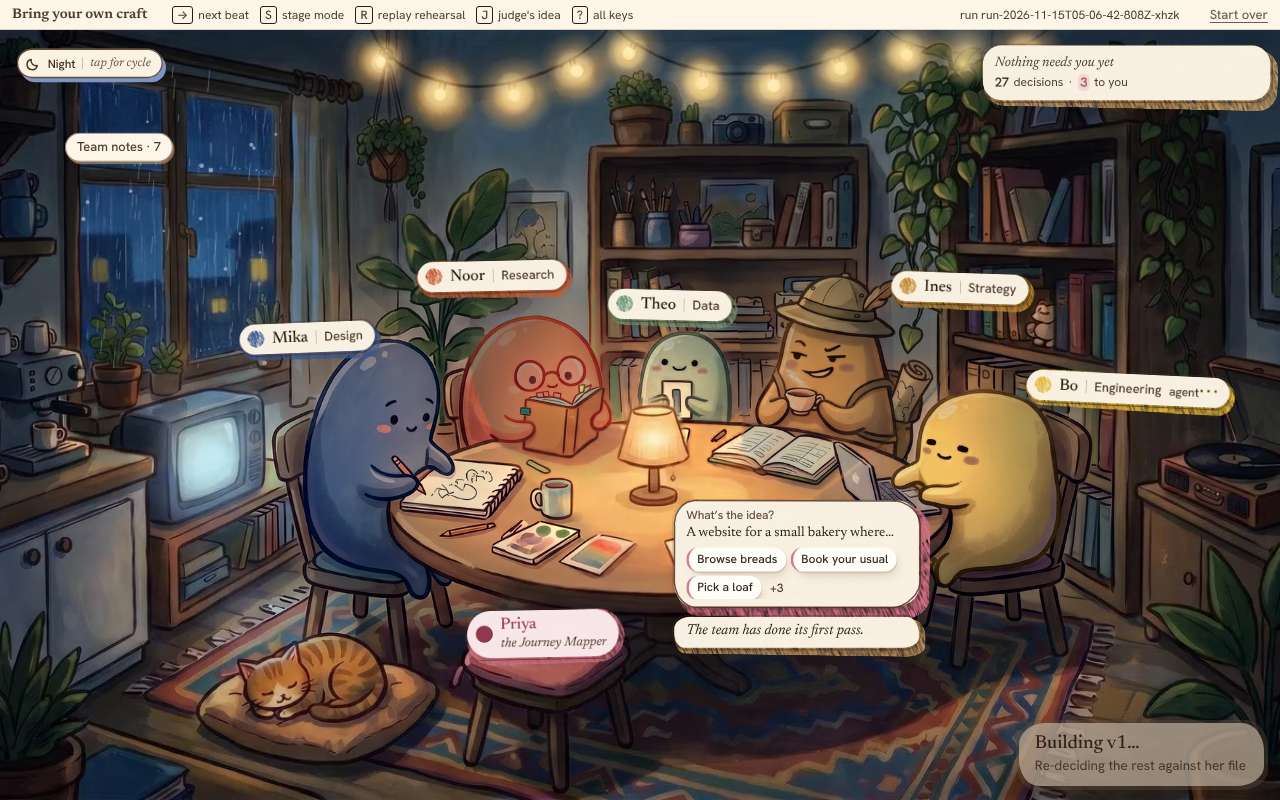 Bring your own craft
→ next beat
S stage mode
R replay rehearsal
J judge's idea
? all keys
run run-2026-11-15T05-06-42-808Z-xhzk
Start over
Night | tap for cycle
Nothing needs you yet
27 decisions · 3 to you
Team notes · 7
Noor | Research
Ines | Strategy
Theo | Data
Mika | Design
Bo | Engineering agent···
What's the idea?
A website for a small bakery where...
Browse breads
Book your usual
Pick a loaf
+3
Priya
the Journey Mapper
The team has done its first pass.
Building v1...
Re-deciding the rest against her file